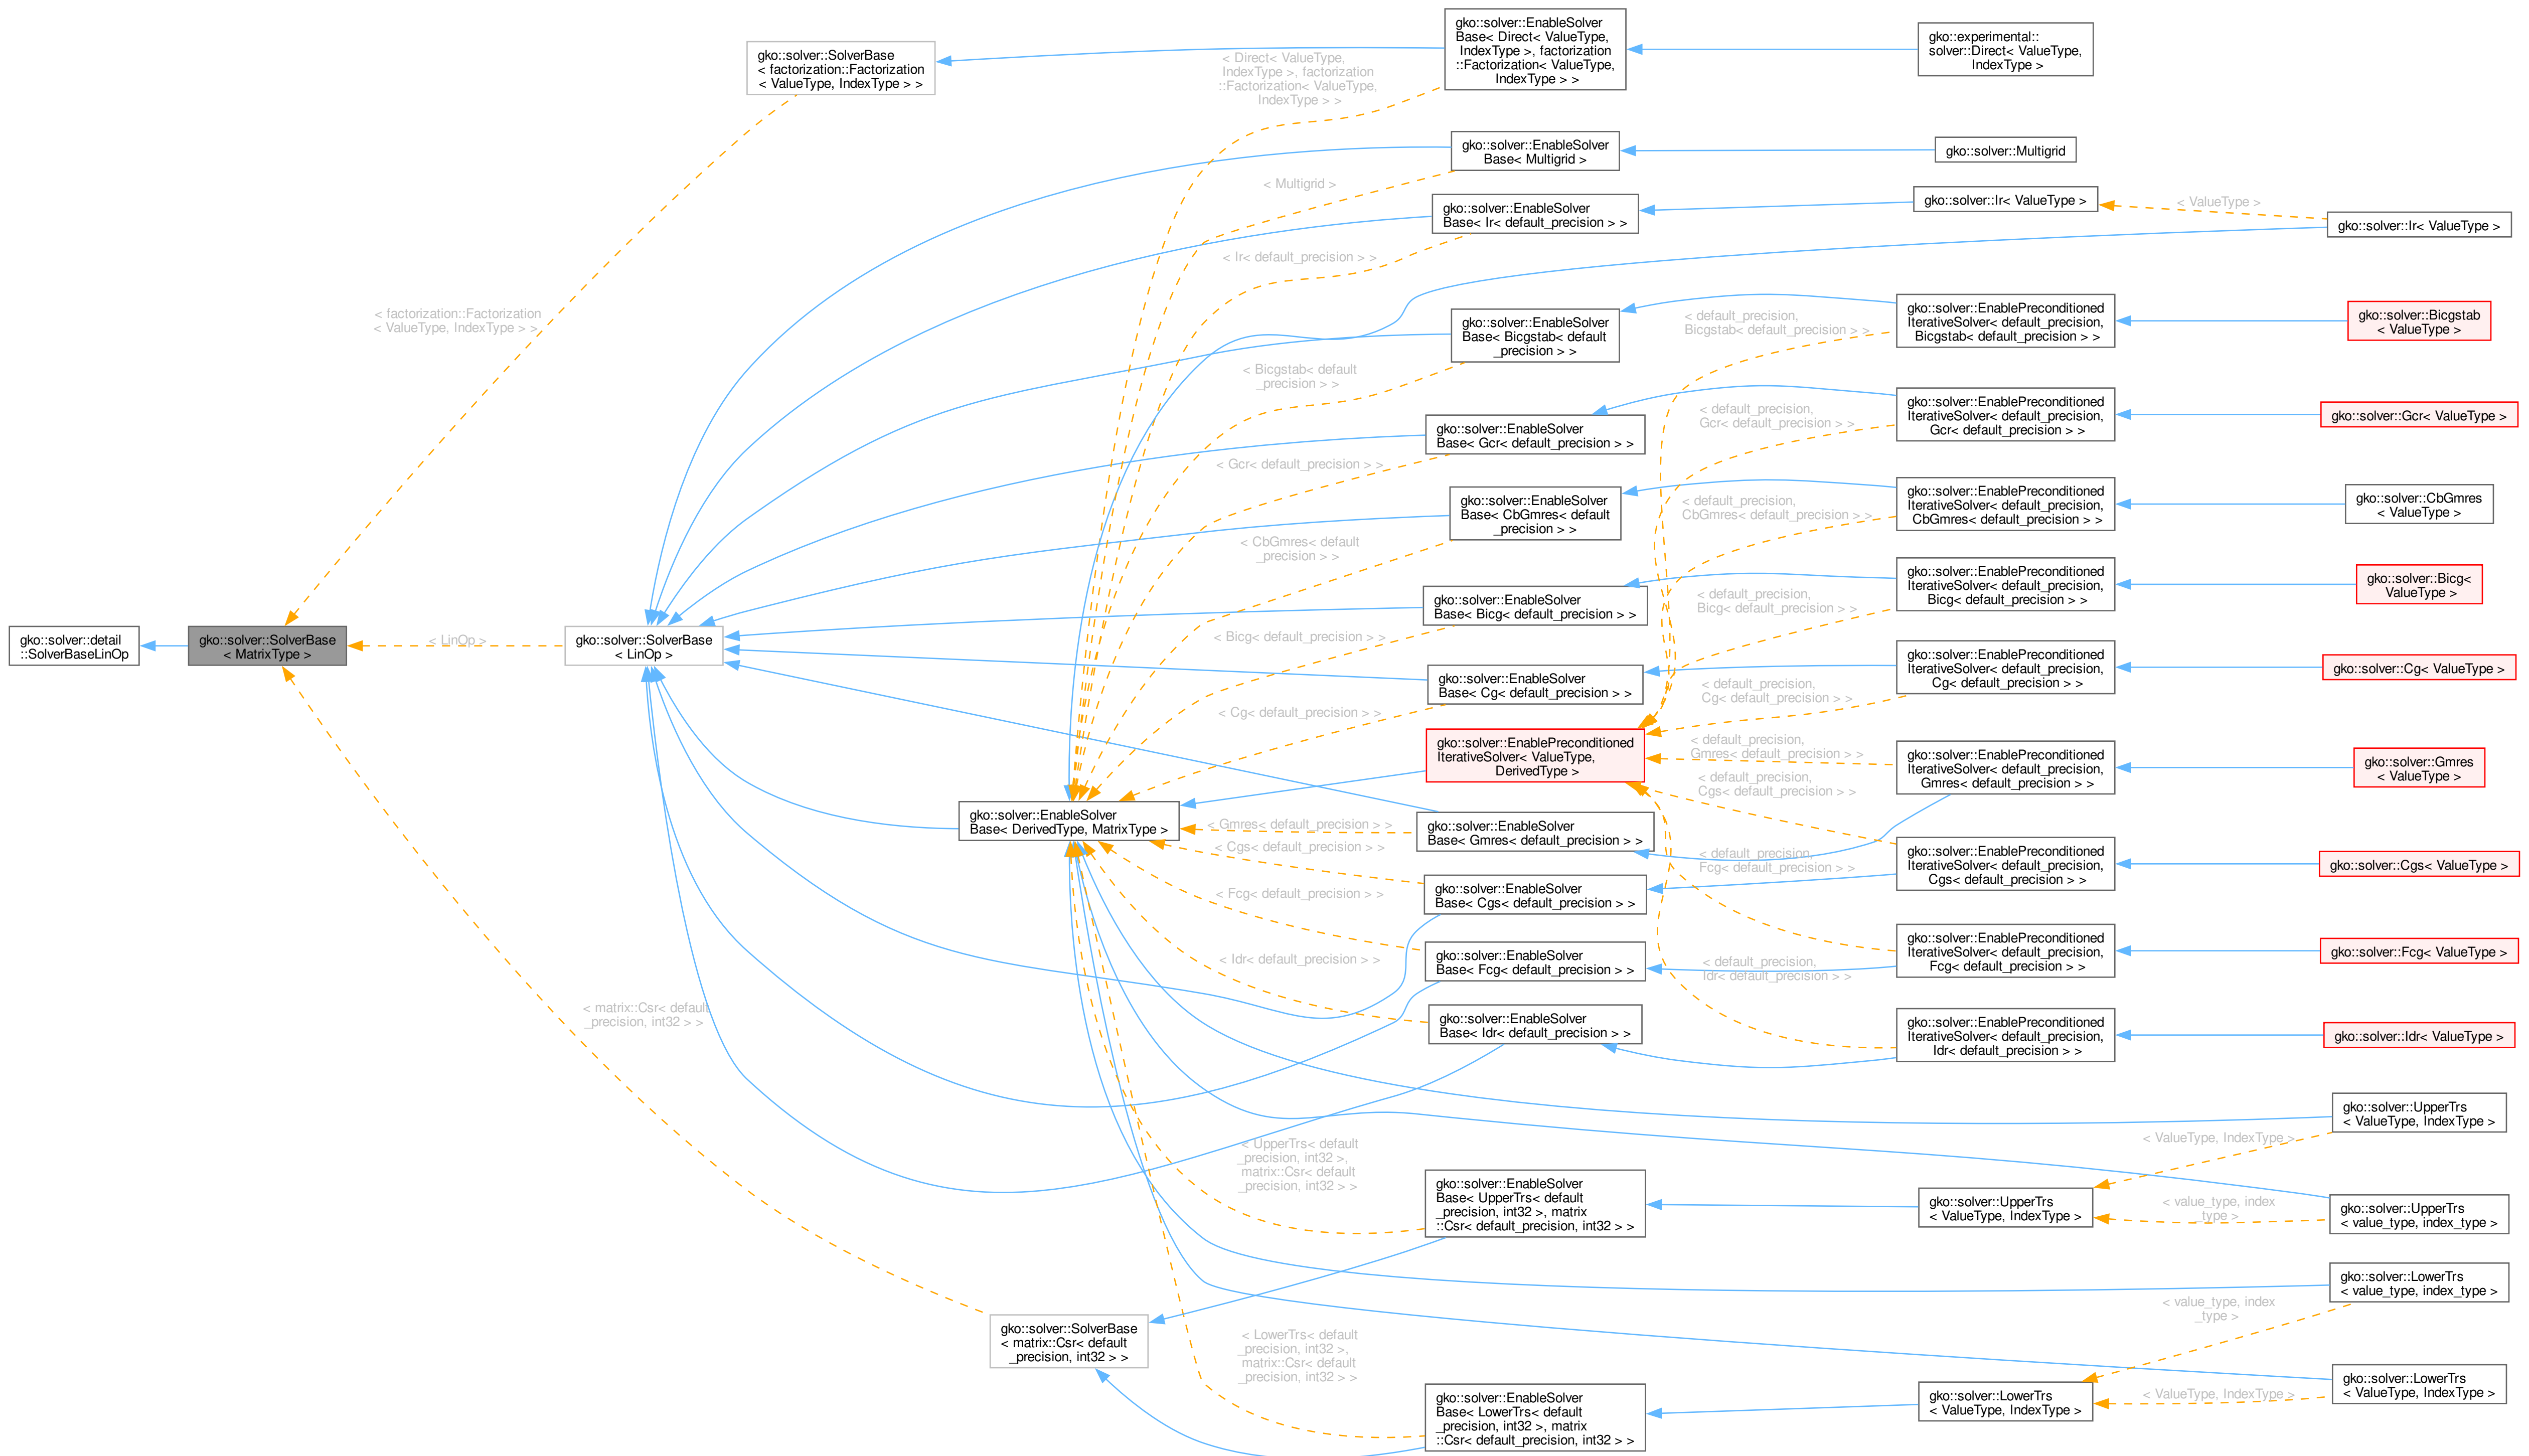 gko::solver::detail
::SolverBaseLinOp
gko::solver::SolverBase
< MatrixType >
< factorization::Factorization
< ValueType, IndexType > >
< LinOp >
< matrix::Csr< default
_precision, int32 > >
gko::solver::SolverBase
< factorization::Factorization
< ValueType, IndexType > >
gko::solver::SolverBase
< LinOp >
gko::solver::SolverBase
< matrix::Csr< default
_precision, int32 > >
gko::solver::EnableSolver
Base< DerivedType, MatrixType >
< Direct< ValueType,
IndexType >, factorization
::Factorization< ValueType,
IndexType > >
< Multigrid >
< Ir< default_precision > >
< Bicgstab< default
_precision > >
< Gcr< default_precision > >
< CbGmres< default
_precision > >
< Bicg< default_precision > >
< Cg< default_precision > >
< Gmres< default_precision > >
< Cgs< default_precision > >
< Fcg< default_precision > >
< Idr< default_precision > >
< UpperTrs< default
_precision, int32 >,
matrix::Csr< default
_precision, int32 > >
< LowerTrs< default
_precision, int32 >,
matrix::Csr< default
_precision, int32 > >
gko::solver::EnableSolver
Base< Direct< ValueType,
IndexType >, factorization
::Factorization< ValueType,
IndexType > >
gko::solver::EnableSolver
Base< Multigrid >
gko::solver::EnableSolver
Base< Ir< default_precision > >
gko::solver::EnableSolver
Base< Bicgstab< default
_precision > >
gko::solver::EnableSolver
Base< Gcr< default_precision > >
gko::solver::EnableSolver
Base< CbGmres< default
_precision > >
gko::solver::EnableSolver
Base< Bicg< default_precision > >
gko::solver::EnableSolver
Base< Cg< default_precision > >
gko::solver::EnablePreconditioned
IterativeSolver< ValueType,
DerivedType >
gko::solver::EnableSolver
Base< Gmres< default_precision > >
gko::solver::EnableSolver
Base< Cgs< default_precision > >
gko::solver::EnableSolver
Base< Fcg< default_precision > >
gko::solver::EnableSolver
Base< Idr< default_precision > >
gko::solver::EnableSolver
Base< UpperTrs< default
_precision, int32 >, matrix
::Csr< default_precision, int32 > >
gko::solver::EnableSolver
Base< LowerTrs< default
_precision, int32 >, matrix
::Csr< default_precision, int32 > >
< default_precision,
Bicgstab< default_precision > >
< default_precision,
Gcr< default_precision > >
< default_precision,
CbGmres< default_precision > >
< default_precision,
Bicg< default_precision > >
< default_precision,
Cg< default_precision > >
< default_precision,
Gmres< default_precision > >
< default_precision,
Cgs< default_precision > >
< default_precision,
Fcg< default_precision > >
< default_precision,
Idr< default_precision > >
gko::experimental::
solver::Direct< ValueType,
IndexType >
gko::solver::Multigrid
gko::solver::Ir< ValueType >
gko::solver::EnablePreconditioned
IterativeSolver< default_precision,
Bicgstab< default_precision > >
gko::solver::EnablePreconditioned
IterativeSolver< default_precision,
Gcr< default_precision > >
gko::solver::EnablePreconditioned
IterativeSolver< default_precision,
CbGmres< default_precision > >
gko::solver::EnablePreconditioned
IterativeSolver< default_precision,
Bicg< default_precision > >
gko::solver::EnablePreconditioned
IterativeSolver< default_precision,
Cg< default_precision > >
gko::solver::EnablePreconditioned
IterativeSolver< default_precision,
Gmres< default_precision > >
gko::solver::EnablePreconditioned
IterativeSolver< default_precision,
Cgs< default_precision > >
gko::solver::EnablePreconditioned
IterativeSolver< default_precision,
Fcg< default_precision > >
gko::solver::EnablePreconditioned
IterativeSolver< default_precision,
Idr< default_precision > >
gko::solver::UpperTrs
< ValueType, IndexType >
gko::solver::LowerTrs
< ValueType, IndexType >
< ValueType >
< ValueType, IndexType >
< value_type, index
_type >
< value_type, index
_type >
< ValueType, IndexType >
gko::solver::Ir< ValueType >
gko::solver::Bicgstab
< ValueType >
gko::solver::Gcr< ValueType >
gko::solver::CbGmres
< ValueType >
gko::solver::Bicg<
ValueType >
gko::solver::Cg< ValueType >
gko::solver::Gmres
< ValueType >
gko::solver::Cgs< ValueType >
gko::solver::Fcg< ValueType >
gko::solver::Idr< ValueType >
gko::solver::UpperTrs
< ValueType, IndexType >
gko::solver::UpperTrs
< value_type, index_type >
gko::solver::LowerTrs
< value_type, index_type >
gko::solver::LowerTrs
< ValueType, IndexType >